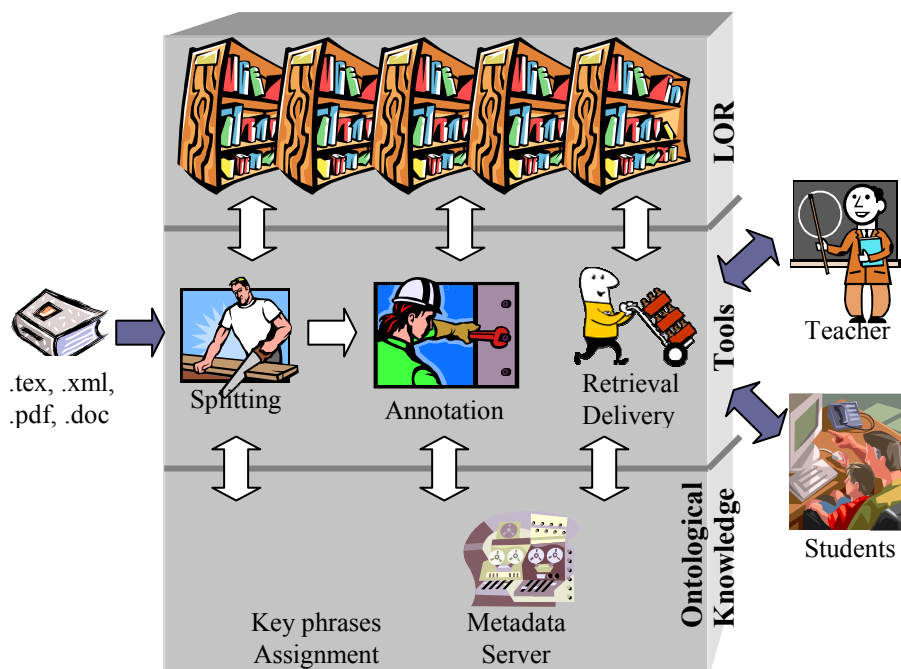 LOR
.tex, .xml,
.pdf, .doc
Splitting
Annotation
Retrieval
Delivery
Tools
Teacher
Students
Key phrases
Assignment
Metadata
Server
Ontological
Knowledge